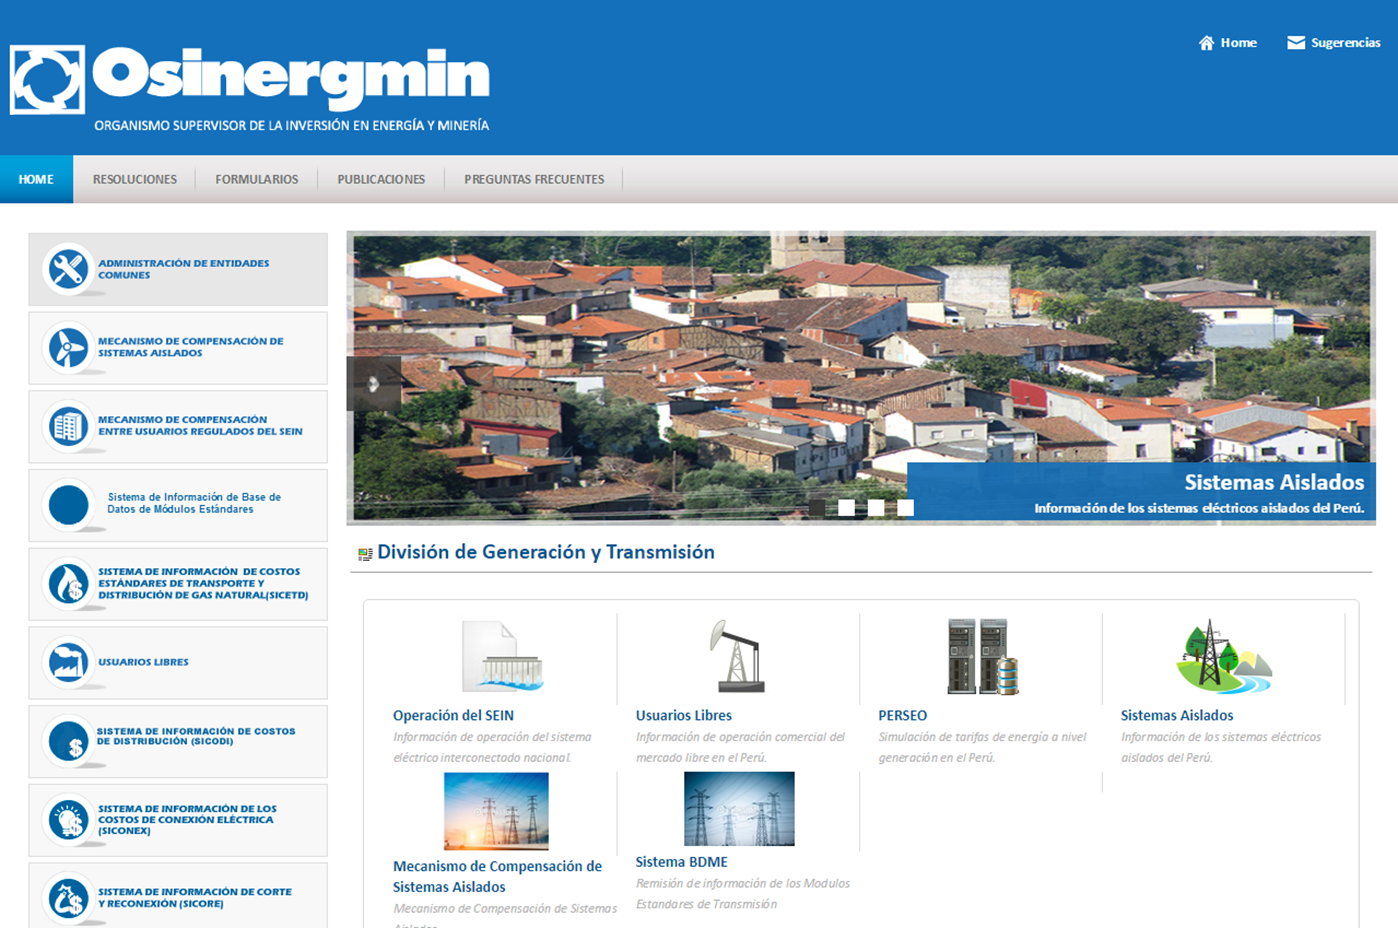 Osinergmin
ORGANISMO SUPERVISOR DE LA INVERSIÓN EN ENERGÍA Y MINERÍA
Home
Sugerencias
HOME
RESOLUCIONES
FORMULARIOS
PUBLICACIONES
PREGUNTAS FRECUENTES
ADMINISTRACIÓN DE ENTIDADES
COMUNES
MECANISMO DE COMPENSACIÓN DE
SISTEMAS AISLADOS
MECANISMO DE COMPENSACIÓN
ENTRE USUARIOS REGULADOS DEL SEIN
Sistema de Información de Base de
Datos de Módulos Estándares
SISTEMA DE INFORMACIÓN DE COSTOS
ESTÁNDARES DE TRANSPORTE Y
DISTRIBUCIÓN DE GAS NATURAL(SICETD)
USUARIOS LIBRES
SISTEMA DE INFORMACIÓN DE COSTOS
DE DISTRIBUCIÓN (SICODI)
SISTEMA DE INFORMACIÓN DE LOS
COSTOS DE CONEXIÓN ELÉCTRICA
(SICONEX)
SISTEMA DE INFORMACIÓN DE CORTE
Y RECONEXIÓN (SICORE)
Sistemas Aislados
Información de los sistemas eléctricos aislados del Perú.
División de Generación y Transmisión
Operación del SEIN
Información de operación del sistema
eléctrico interconectado nacional.
Usuarios Libres
Información de operación comercial del
mercado libre en el Perú.
PERSEO
Simulación de tarifas de energía a nivel
generación en el Perú.
Sistemas Aislados
Información de los sistemas eléctricos
aislados del Perú.
Mecanismo de Compensación de
Sistemas Aislados
Mecanismo de Compensación de Sistemas
Sistema BDME
Remisión de información de los Modulos
Estandares de Transmisión